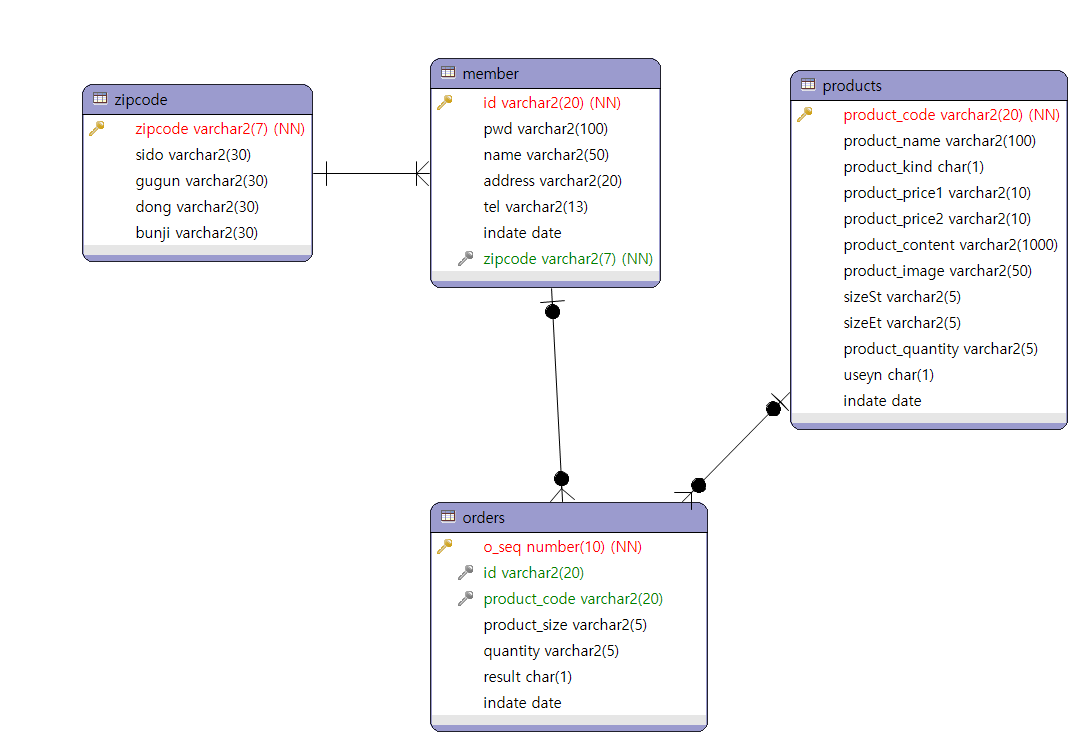 zipcode
zipcode varchar2(7) (NN)
sido varchar2(30)
gugun varchar2(30)
dong varchar2(30)
bunji varchar2(30)
member
id varchar2(20) (NN)
pwd varchar2(100)
name varchar2(50)
address varchar2(20)
tel varchar2(13)
indate date
zipcode varchar2(7) (NN)
products
product_code varchar2(20) (NN)
product_name varchar2(100)
product_kind char(1)
product_price1 varchar2(10)
product_price2 varchar2(10)
product_content varchar2(1000)
product_image varchar2(50)
sizeSt varchar2(5)
sizeEt varchar2(5)
product_quantity varchar2(5)
useyn char(1)
indate date
orders
o_seq number(10) (NN)
id varchar2(20)
product_code varchar2(20)
product_size varchar2(5)
quantity varchar2(5)
result char(1)
indate date